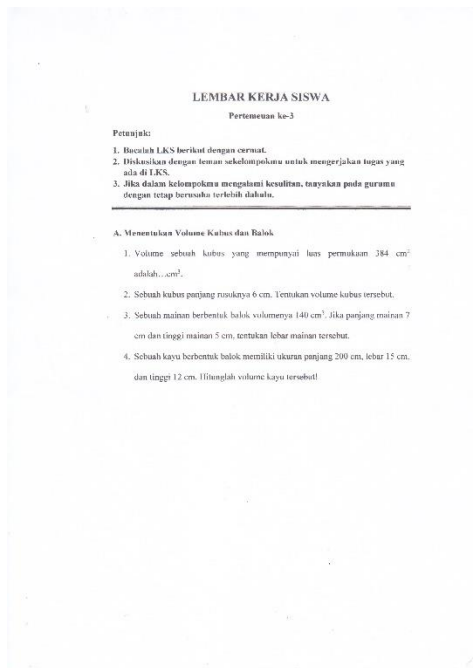 LEMBAR KERJA SISWA
Pertemeuan ke-3
Petunjuk:
1. Bacalah LKS berikut dengan cermat.
2. Diskusikan dengan teman sekelompokmu untuk mengerjakan tugas yang
ada di LKS.
3. Jika dalam kelompokmu mengalami kesulitan, tanyakan pada gurumu
dengan tetap berusaha terlebih dahulu.
A. Menentukan Volume Kubus dan Balok
1. Volume sebuah kubus yang mempunyai luas permukaan 384 cm²
adalah…cm³.
2. Sebuah kubus panjang rusuknya 6 cm. Tentukan volume kubus tersebut.
3. Sebuah mainan berbentuk balok volumenya 140 cm³. Jika panjang mainan 7
cm dan tinggi mainan 5 cm, tentukan lebar mainan tersebut.
4. Sebuah kayu berbentuk balok memiliki ukuran panjang 200 cm, lebar 15 cm,
dan tinggi 12 cm. Hitunglah volume kayu tersebut!